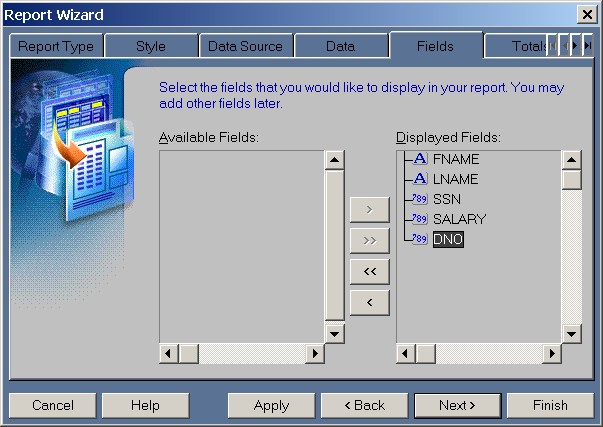 Report Wizard
Report Type Style Data Source Data Fields Totals
Select the fields that you would like to display in your report. You may
add other fields later.
Available Fields: Displayed Fields:
A FNAME
A LNAME
789 SSN
789 SALARY
789 DNO
>
>>
<<
<
Cancel Help Apply < Back Next > Finish